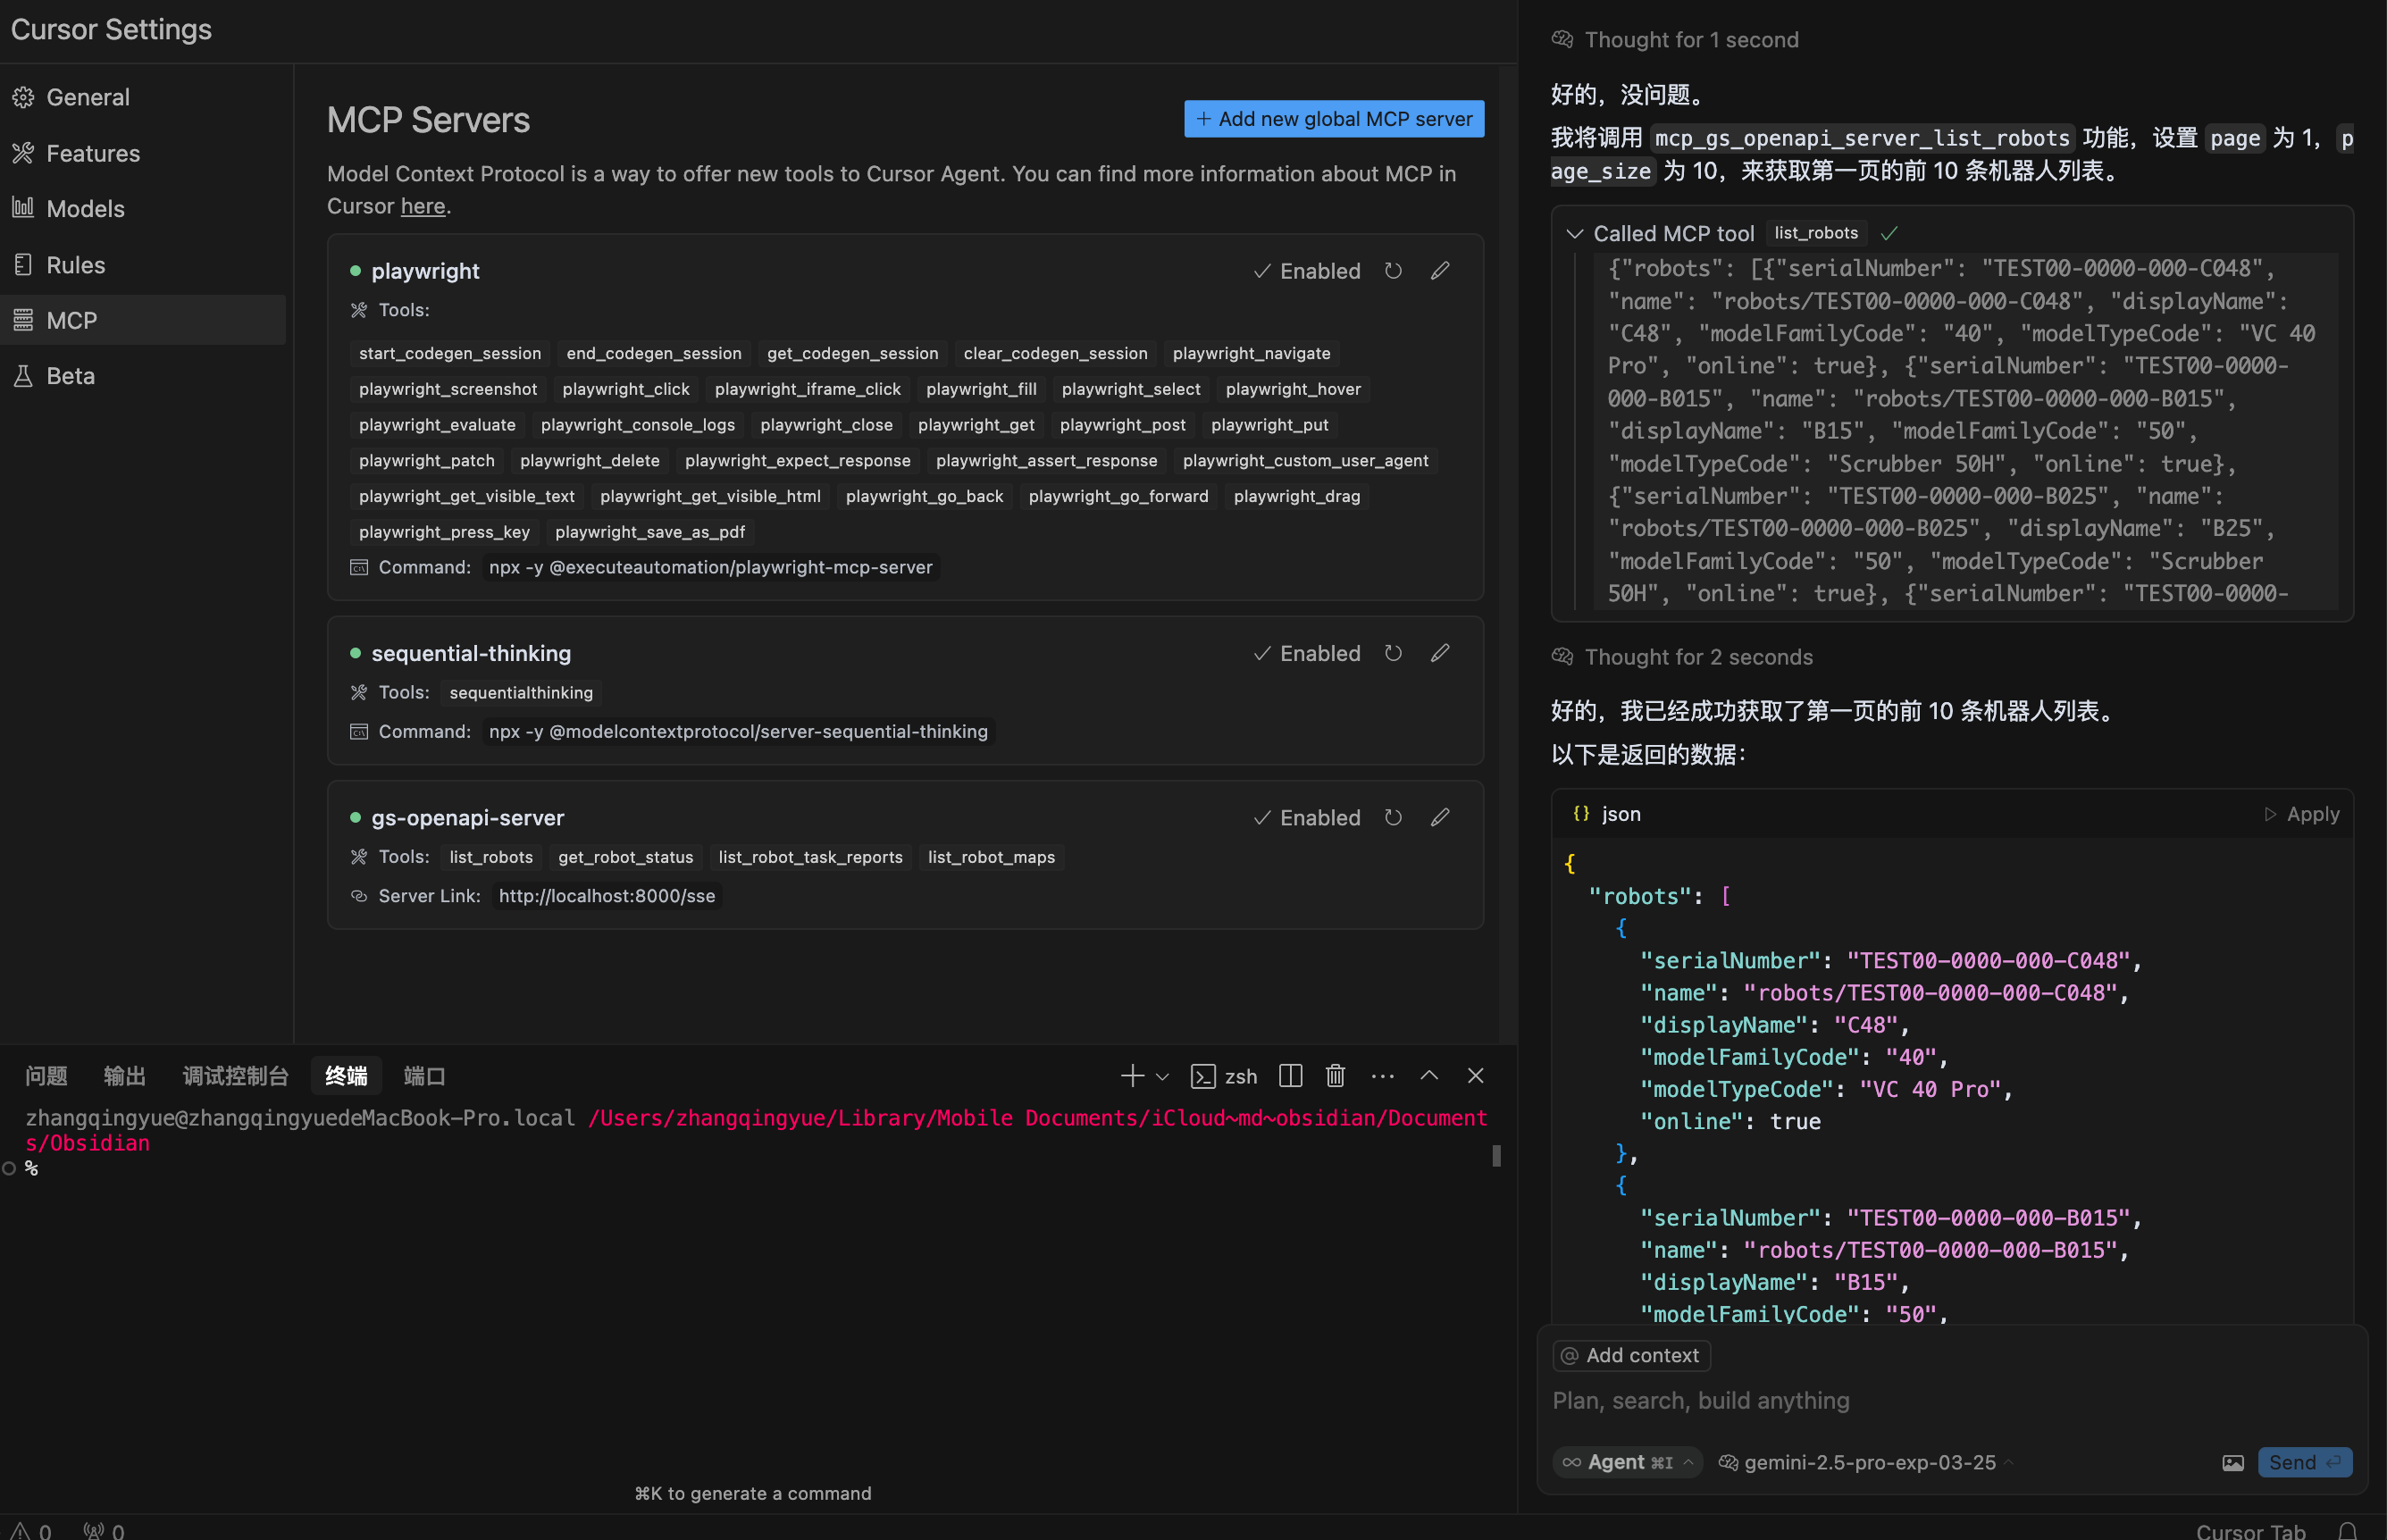 Cursor Settings
General
Features
Models
Rules
MCP
Beta
MCP Servers
+ Add new global MCP server
Model Context Protocol is a way to offer new tools to Cursor Agent. You can find more information about MCP in
Cursor here.
playwright
Enabled
Tools:
start_codegen_session end_codegen_session get_codegen_session clear_codegen_session playwright_navigate
playwright_screenshot playwright_click playwright_iframe_click playwright_fill playwright_select playwright_hover
playwright_evaluate playwright_console_logs playwright_close playwright_get playwright_post playwright_put
playwright_patch playwright_delete playwright_expect_response playwright_assert_response playwright_custom_user_agent
playwright_get_visible_text playwright_get_visible_html playwright_go_back playwright_go_forward playwright_drag
playwright_press_key playwright_save_as_pdf
Command: npx -y @executeautomation/playwright-mcp-server
sequential-thinking
Enabled
Tools: sequentialthinking
Command: npx -y @modelcontextprotocol/server-sequential-thinking
gs-openapi-server
Enabled
Tools: list_robots get_robot_status list_robot_task_reports list_robot_maps
Server Link: http://localhost:8000/sse
问题 输出 调试控制台 终端 端口
zsh
zhangqingyue@zhangqingyuedeMacBook-Pro.local /Users/zhangqingyue/Library/Mobile Documents/iCloud~md~obsidian/Document
s/Obsidian
%
⌘K to generate a command
0 0
Thought for 1 second
好的，没问题。
我将调用 mcp_gs_openapi_server_list_robots 功能，设置 page 为 1，p
age_size 为 10，来获取第一页的前 10 条机器人列表。
Called MCP tool list_robots
{"robots": [{"serialNumber": "TEST00-0000-000-C048",
"name": "robots/TEST00-0000-000-C048", "displayName":
"C48", "modelFamilyCode": "40", "modelTypeCode": "VC 40
Pro", "online": true}, {"serialNumber": "TEST00-0000-
000-B015", "name": "robots/TEST00-0000-000-B015",
"displayName": "B15", "modelFamilyCode": "50",
"modelTypeCode": "Scrubber 50H", "online": true},
{"serialNumber": "TEST00-0000-000-B025", "name":
"robots/TEST00-0000-000-B025", "displayName": "B25",
"modelFamilyCode": "50", "modelTypeCode": "Scrubber
50H", "online": true}, {"serialNumber": "TEST00-0000-
Thought for 2 seconds
好的，我已经成功获取了第一页的前 10 条机器人列表。
以下是返回的数据：
{} json
Apply
{
"robots": [
{
"serialNumber": "TEST00-0000-000-C048",
"name": "robots/TEST00-0000-000-C048",
"displayName": "C48",
"modelFamilyCode": "40",
"modelTypeCode": "VC 40 Pro",
"online": true
},
{
"serialNumber": "TEST00-0000-000-B015",
"name": "robots/TEST00-0000-000-B015",
"displayName": "B15",
"modelFamilyCode": "50",
@ Add context
Plan, search, build anything
∞ Agent ⌘I
gemini-2.5-pro-exp-03-25
Send
Cursor Tab